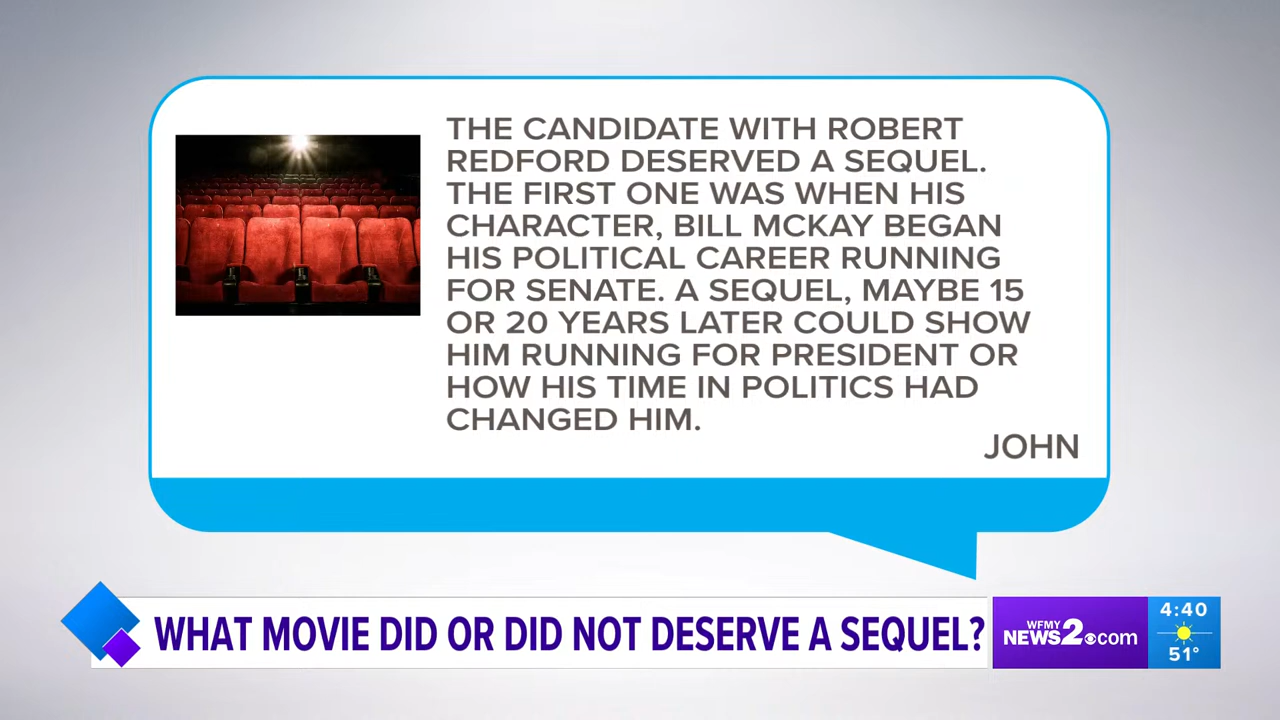 THE CANDIDATE WITH ROBERT
REDFORD DESERVED A SEQUEL.
THE FIRST ONE WAS WHEN HIS
CHARACTER, BILL MCKAY BEGAN
HIS POLITICAL CAREER RUNNING
FOR SENATE. A SEQUEL, MAYBE 15
OR 20 YEARS LATER COULD SHOW
HIM RUNNING FOR PRESIDENT OR
HOW HIS TIME IN POLITICS HAD
CHANGED HIM.
JOHN
WHAT MOVIE DID OR DID NOT DESERVE A SEQUEL?
WFMY
NEWS2.com
4:40
51°